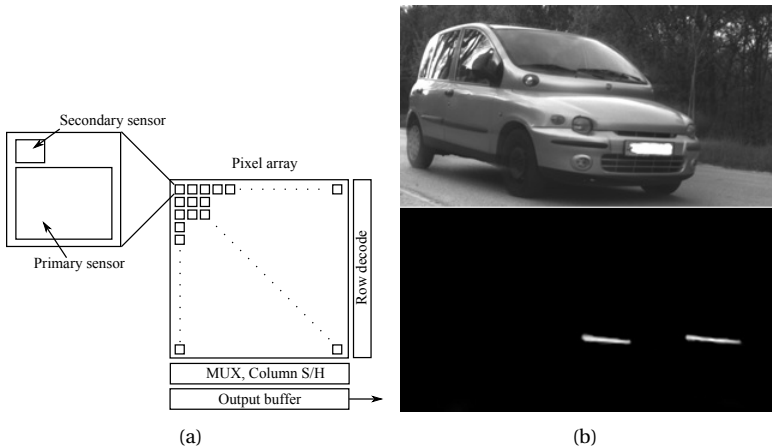 Secondary sensor
Pixel array
Primary sensor
Row decode
MUX, Column S/H
Output buffer
(a)
(b)